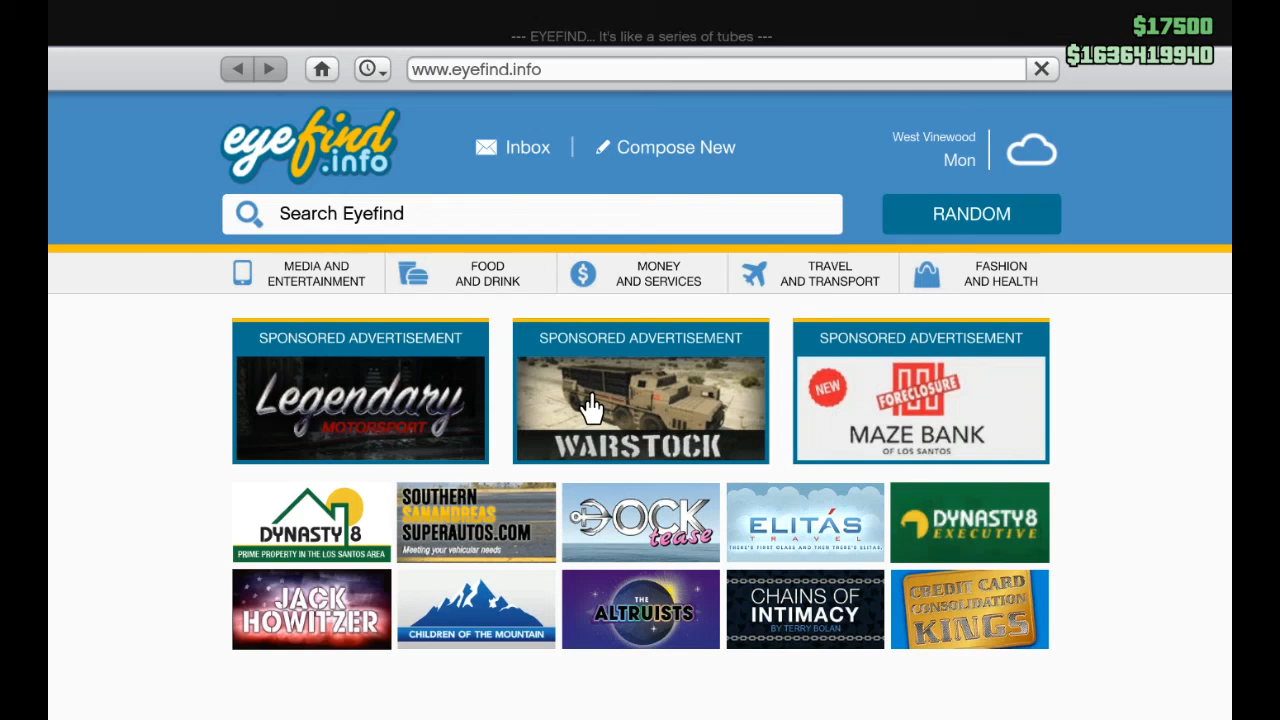 --- EYEFIND... It's like a series of tubes ---
$17500
$1636419940
www.eyefind.info
eyefind
.info
Inbox
Compose New
West Vinewood
Mon
Search Eyefind
RANDOM
MEDIA AND
ENTERTAINMENT
FOOD
AND DRINK
MONEY
AND SERVICES
TRAVEL
AND TRANSPORT
FASHION
AND HEALTH
SPONSORED ADVERTISEMENT
Legendary
MOTORSPORT
SPONSORED ADVERTISEMENT
WARSTOCK
SPONSORED ADVERTISEMENT
NEW
FORECLOSURE
MAZE BANK
OF LOS SANTOS
DYNASTY 8
PRIME PROPERTY IN THE LOS SANTOS AREA
SOUTHERN
SANANDREAS
SUPERAUTOS.COM
Meeting your vehicular needs
DOCK
tease
ELITÁS
TRAVEL
THERE'S FIRST CLASS AND THEN THERE'S ELITÁS.
DYNASTY8
EXECUTIVE
JACK
HOWITZER
CHILDREN OF THE MOUNTAIN
THE
ALTRUISTS
CHAINS OF
INTIMACY
BY TERRY BOLAN
CREDIT CARD
CONSOLIDATION
KINGS